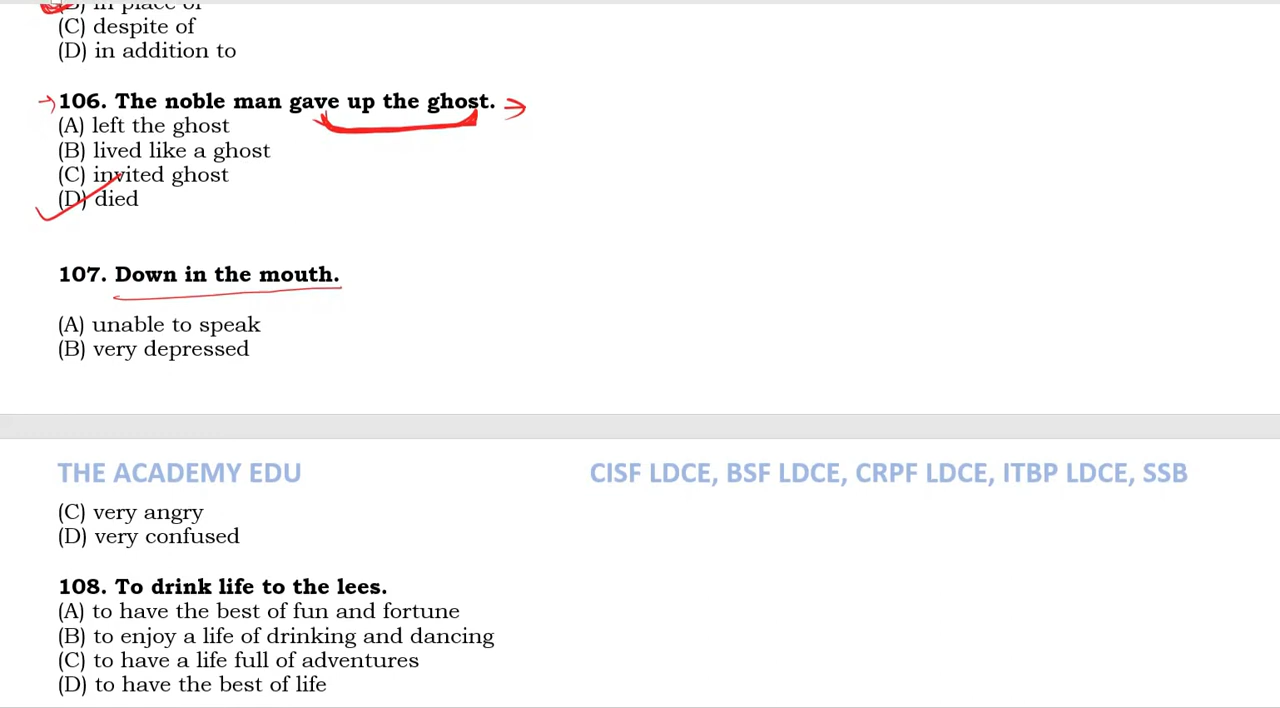 in place of
(C) despite of
(D) in addition to
106. The noble man gave up the ghost.
(A) left the ghost
(B) lived like a ghost
(C) invited ghost
(D) died
107. Down in the mouth.
(A) unable to speak
(B) very depressed
THE ACADEMY EDU CISF LDCE, BSF LDCE, CRPF LDCE, ITBP LDCE, SSB
(C) very angry
(D) very confused
108. To drink life to the lees.
(A) to have the best of fun and fortune
(B) to enjoy a life of drinking and dancing
(C) to have a life full of adventures
(D) to have the best of life